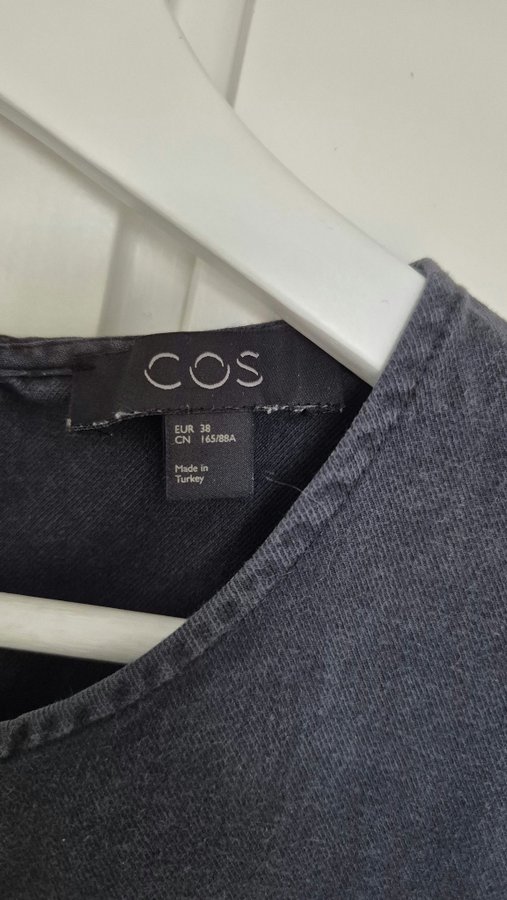 COS
EUR 38
CN 165/88A
Made in
Turkey